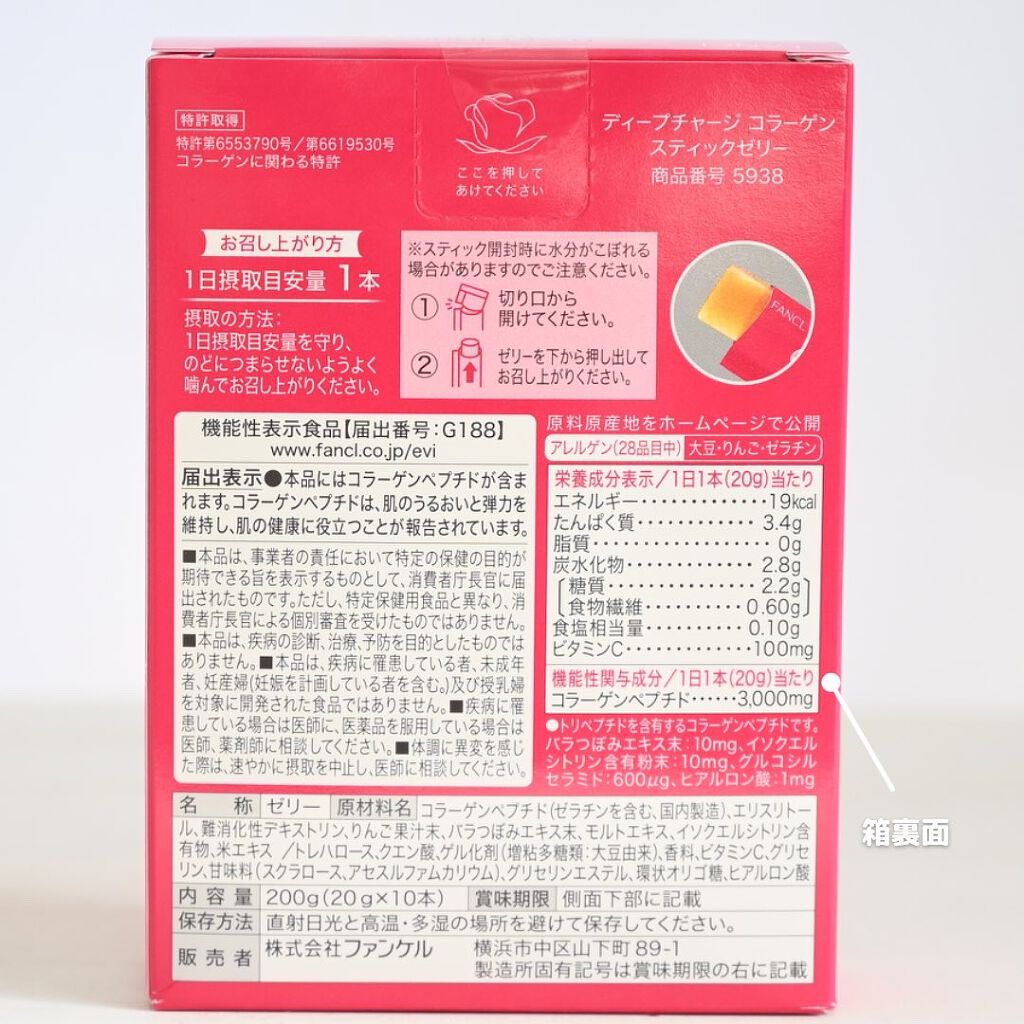 特許取得
特許第6553790号/第6619530号
コラーゲンに関わる特許
ここを押して
あけてください
ディープチャージ コラーゲン
スティックゼリー
商品番号 5938
お召し上がり方
1日摂取目安量 1本
摂取の方法:
1日摂取目安量を守り、
のどにつまらせないようよく
噛んでお召し上がりください。
※スティック開封時に水分がこぼれる
場合がありますのでご注意ください。
① 切り口から
開けてください。
② ゼリーを下から押し出して
お召し上がりください。
FANCL
機能性表示食品【届出番号:G188】
www.fancl.co.jp/evi
届出表示●本品にはコラーゲンペプチドが含ま
れます。コラーゲンペプチドは、肌のうるおいと弾力を
維持し、肌の健康に役立つことが報告されています。
■本品は、事業者の責任において特定の保健の目的が
期待できる旨を表示するものとして、消費者庁長官に届
出されたものです。ただし、特定保健用食品と異なり、消
費者庁長官による個別審査を受けたものではありません。
■本品は、疾病の診断、治療、予防を目的としたものでは
ありません。■本品は、疾病に罹患している者、未成年
者、妊産婦(妊娠を計画している者を含む。)及び授乳婦
を対象に開発された食品ではありません。■疾病に罹
患している場合は医師に、医薬品を服用している場合は
医師、薬剤師に相談してください。■体調に異変を感じ
た際は、速やかに摂取を中止し、医師に相談してください。
原料原産地をホームページで公開
アレルゲン(28品目中) 大豆・りんご・ゼラチン
栄養成分表示/1日1本(20g)当たり
エネルギー・・・・・・・・・・・・・19kcal
たんぱく質・・・・・・・・・・・・3.4g
脂質・・・・・・・・・・・・・・・・・0g
炭水化物・・・・・・・・・・・・・2.8g
糖質・・・・・・・・・・・・・・・2.2g
食物繊維・・・・・・・・・・0.60g
食塩相当量・・・・・・・・・・0.10g
ビタミンC・・・・・・・・・・・・100mg
機能性関与成分/1日1本(20g)当たり
コラーゲンペプチド・・・・・・3,000mg
●トリペプチドを含有するコラーゲンペプチドです。
バラつぼみエキス末:10mg、イソクエル
シトリン含有粉末:10mg、グルコシル
セラミド:600μg、ヒアルロン酸:1mg
箱裏面
名 称 ゼリー 原材料名 コラーゲンペプチド(ゼラチンを含む、国内製造)、エリスリトー
ル、難消化性デキストリン、りんご果汁末、バラつぼみエキス末、モルトエキス、イソクエルシトリン含
有物、米エキス/トレハロース、クエン酸、ゲル化剤(増粘多糖類:大豆由来)、香料、ビタミンC、グリセ
リン、甘味料(スクラロース、アセスルファムカリウム)、グリセリンエステル、環状オリゴ糖、ヒアルロン酸
内容量 200g(20g×10本) 賞味期限 側面下部に記載
保存方法 直射日光と高温・多湿の場所を避けて保存してください。
販売者 株式会社ファンケル 横浜市中区山下町89-1
製造所固有記号は賞味期限の右に記載